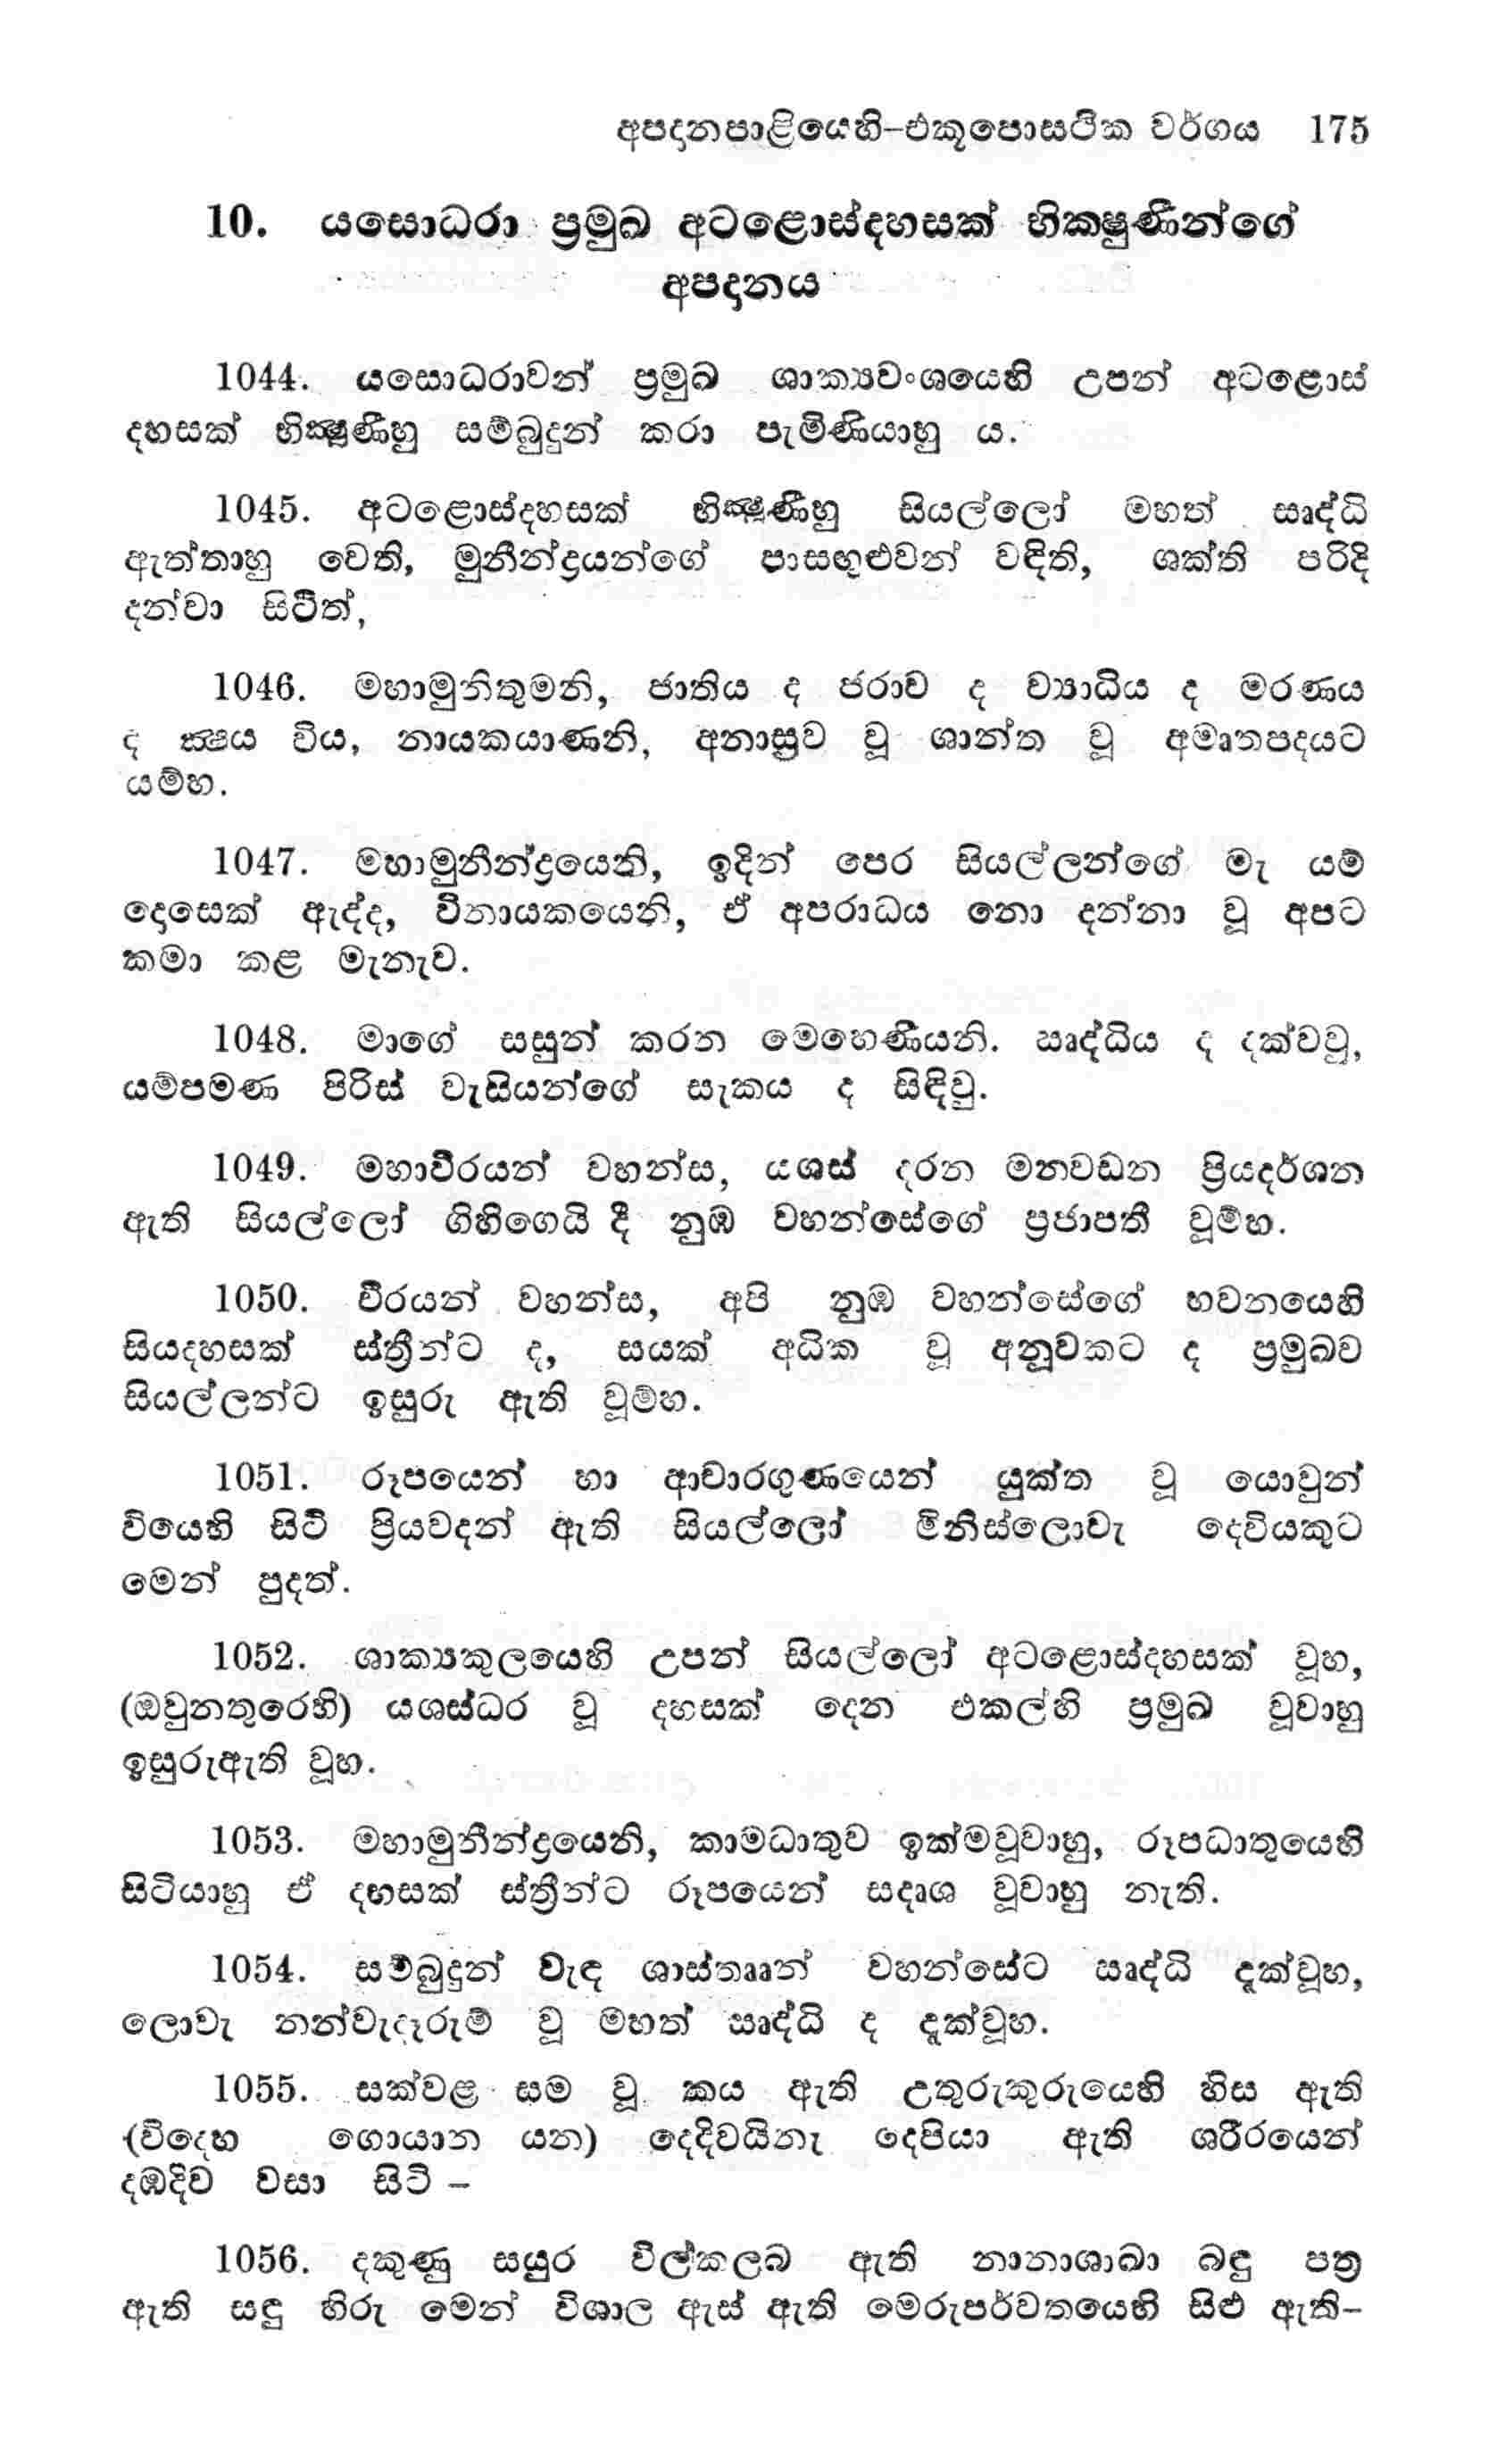 අපදානපාළියෙහි-එකූපොසථික වර්ගය 175
10. යසොධරා ප්‍රමුඛ අටළොස්දහසක් භික්ෂුණීන්ගේ
අපදානය
1044. යසොධරාවන් ප්‍රමුඛ ශාක්‍යවංශයෙහි උපන් අටළොස්
දහසක් භික්ෂුණීහු සම්බුදුන් කරා පැමිණියාහු ය.
1045. අටළොස්දහසක් භික්ෂුණීහු සියල්ලෝ මහත් ඍද්ධි
ඇත්තාහු වෙති, මුනීන්ද්‍රයන්ගේ පාසඟුළුවන් වඳිති, ශක්ති පරිදි
දන්වා සිටිත්,
1046. මහාමුනිතුමනි, ජාතිය ද ජරාව ද ව්‍යාධිය ද මරණය
ද ක්ෂය විය, නායකයාණනි, අනාස්‍රව වූ ශාන්ත වූ අමෘතපදයට
යම්හ.
1047. මහාමුනීන්ද්‍රයෙනි, ඉදින් පෙර සියල්ලන්ගේ මැ යම්
දොසෙක් ඇද්ද, විනායකයෙනි, ඒ අපරාධය නො දන්නා වූ අපට
කමා කළ මැනැව.
1048. මාගේ සසුන් කරන මෙහෙණියනි. ඍද්ධිය ද දක්වවු,
යම්පමණ පිරිස් වැසියන්ගේ සැකය ද සිඳිවු.
1049. මහාවීරයන් වහන්ස, යශස් දරන මනවඩන ප්‍රියදර්ශන
ඇති සියල්ලෝ ගිහිගෙයි දී නුඹ වහන්සේගේ ප්‍රජාපතී වූම්හ.
1050. වීරයන් වහන්ස, අපි නුඹ වහන්සේගේ භවනයෙහි
සියදහසක් ස්ත්‍රීන්ට ද, සයක් අධික වූ අනූවකට ද ප්‍රමුඛව
සියල්ලන්ට ඉසුරු ඇති වූම්හ.
1051. රූපයෙන් හා ආචාරගුණයෙන් යුක්ත වූ යොවුන්
වියෙහි සිටි ප්‍රියවදන් ඇති සියල්ලෝ මිනිස්ලොවැ දෙවියකුට
මෙන් පුදත්.
1052. ශාක්‍යකුලයෙහි උපන් සියල්ලෝ අටළොස්දහසක් වූහ,
(ඔවුනතුරෙහි) යශස්ධර වූ දහසක් දෙන එකල්හි ප්‍රමුඛ වූවාහු
ඉසුරුඇති වූහ.
1053. මහාමුනීන්ද්‍රයෙනි, කාමධාතුව ඉක්මවූවාහු, රූපධාතුයෙහි
සිටියාහු ඒ දහසක් ස්ත්‍රීන්ට රූපයෙන් සදෘශ වූවාහු නැති.
1054. සම්බුදුන් වැඳ ශාස්තෲන් වහන්සේට ඍද්ධි දැක්වූහ,
ලොවැ නන්වැදෑරුම් වූ මහත් ඍද්ධි ද දැක්වූහ.
1055. සක්වළ සම වූ කය ඇති උතුරුකුරුයෙහි හිස ඇති
(විදෙහ ගොයාන යන) දෙදිවයිනැ දෙපියා ඇති ශරීරයෙන්
දඹදිව වසා සිටි -
1056. දකුණු සයුර විල්කලබ ඇති නානාශාඛා බඳු පත්‍ර
ඇති සඳු හිරු මෙන් විශාල ඇස් ඇති මෙරුපර්වතයෙහි සිළු ඇති-